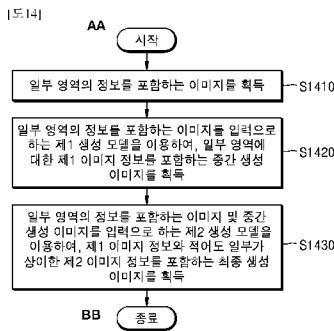 [도14]
AA
시작
일부 영역의 정보를 포함하는 이미지를 획득
S1410
일부 영역의 정보를 포함하는 이미지를 입력으로
하는 제1 생성 모델을 이용하여, 일부 영역에
대한 제1 이미지 정보를 포함하는 중간 생성
이미지를 획득
S1420
일부 영역의 정보를 포함하는 이미지 및 중간
생성 이미지를 입력으로 하는 제2 생성 모델을
이용하여, 제1 이미지 정보와 적어도 일부가
상이한 제2 이미지 정보를 포함하는 최종 생성
이미지를 획득
S1430
BB
종료